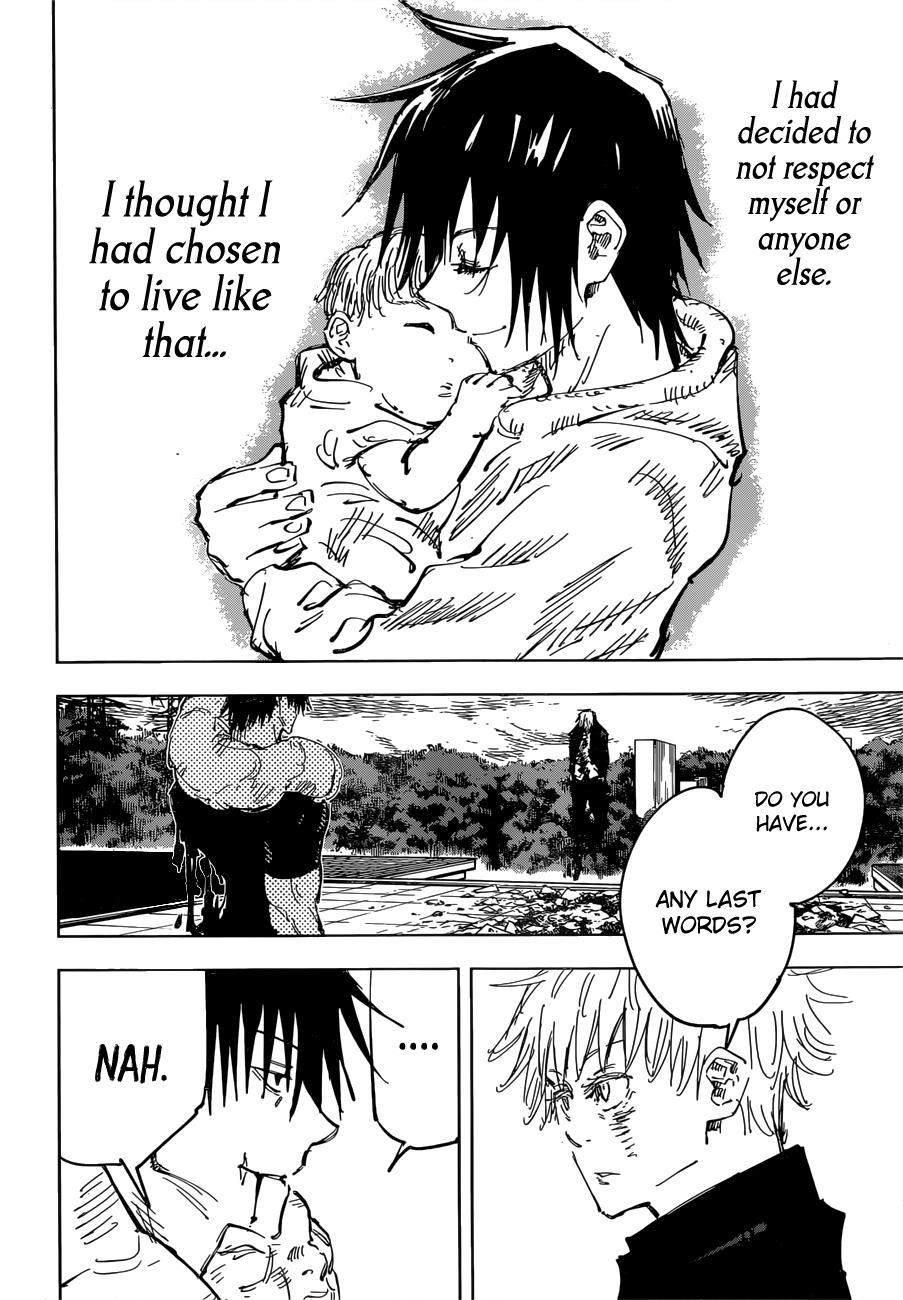 I had
decided to
not respect
myself or
anyone
else.
I thought I
had chosen
to live like
that...
DO YOU
HAVE...
ANY LAST
WORDS?
....
NAH.